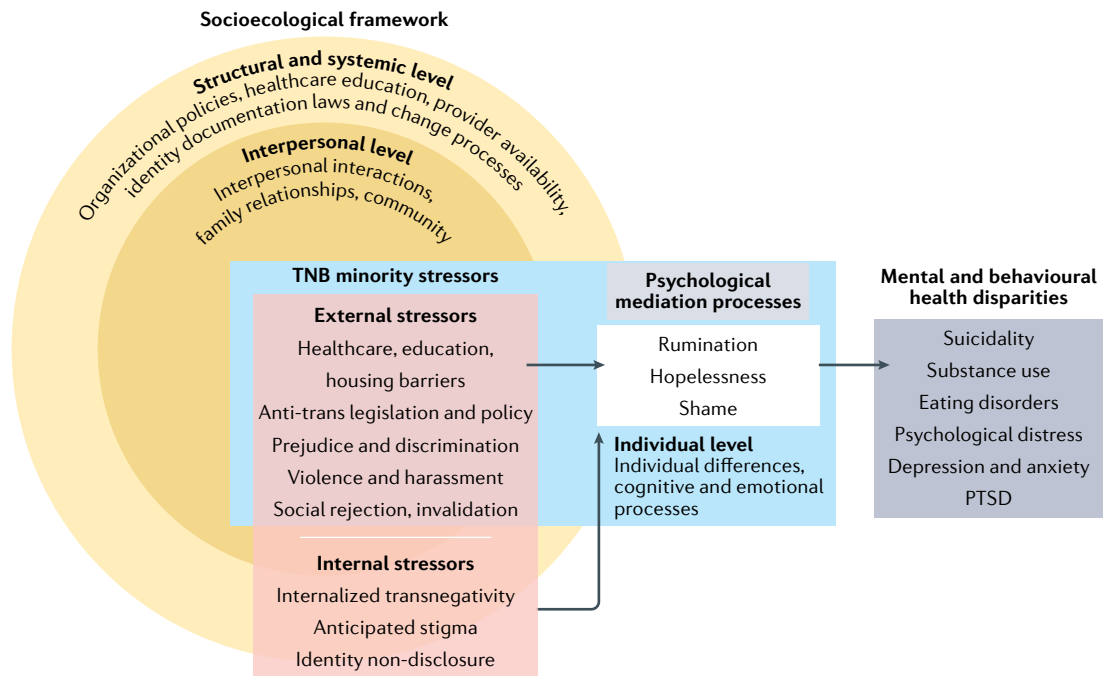 Socioecological framework
Structural and systemic level
Organizational policies, healthcare education, provider availability,
identity documentation laws and change processes
Interpersonal level
Interpersonal interactions,
family relationships, community
TNB minority stressors
External stressors
Healthcare, education,
housing barriers
Anti-trans legislation and policy
Prejudice and discrimination
Violence and harassment
Social rejection, invalidation
Internal stressors
Internalized transnegativity
Anticipated stigma
Identity non-disclosure
Psychological
mediation processes
Rumination
Hopelessness
Shame
Individual level
Individual differences,
cognitive and emotional
processes
Mental and behavioural
health disparities
Suicidality
Substance use
Eating disorders
Psychological distress
Depression and anxiety
PTSD